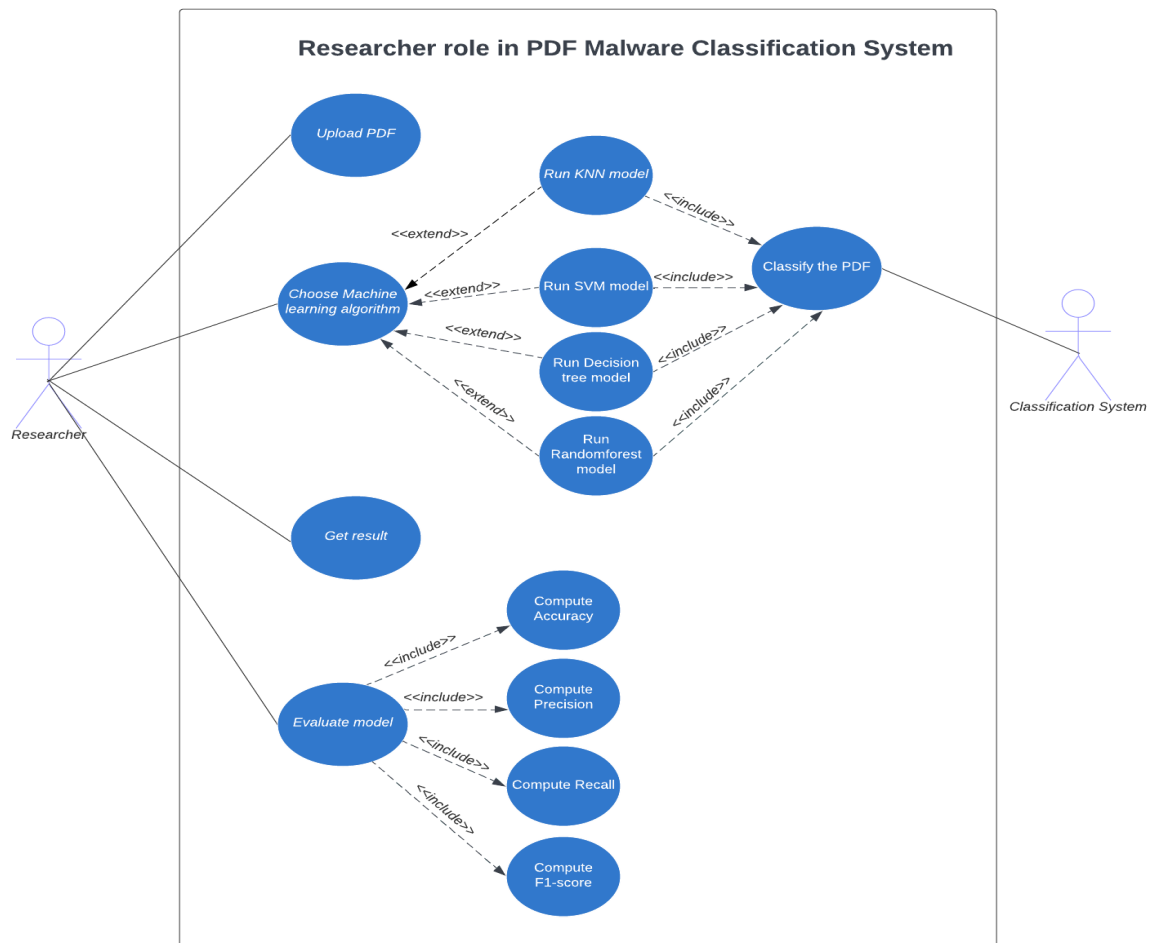 Researcher role in PDF Malware Classification System
Upload PDF
Run KNN model
<<include>>
<<extend>>
Classify the PDF
Choose Machine
learning algorithm
<<extend>>
Run SVM model
<<include>>
<<extend>>
Run Decision
tree model
<<include>>
<<extend>>
Run
Randomforest
model
<<include>>
Researcher
Classification System
Get result
Compute
Accuracy
<<include>>
Compute
Precision
<<include>>
Evaluate model
<<include>>
Compute Recall
<<include>>
Compute
F1-score